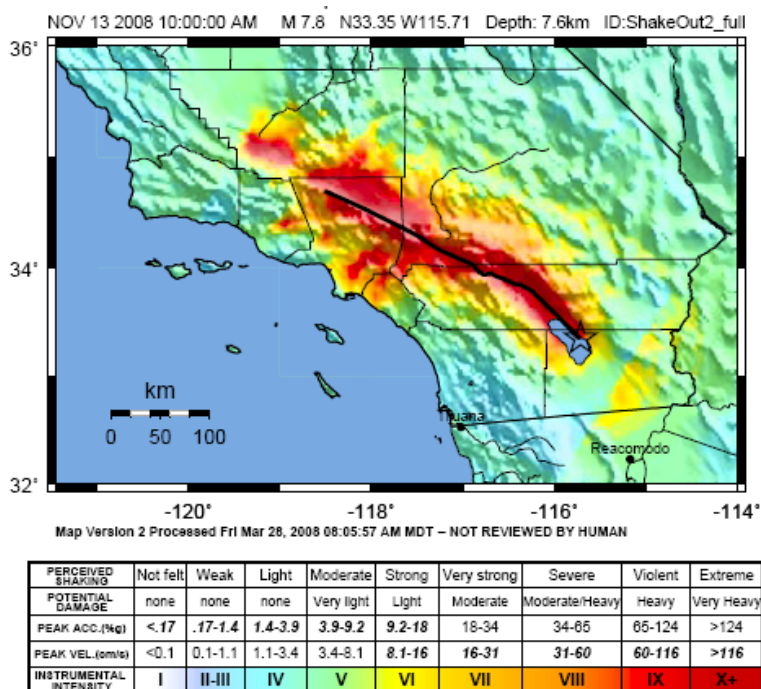 NOV 13 2008 10:00:00 AM M 7.8 N33.35 W115.71 Depth: 7.6km ID:ShakeOut2_full
36°
34°
km
0 50 100
Tijuana
Reacomodo
32°
-120° -118° -116° -114°
Map Version 2 Processed Fri Mar 28, 2008 08:05:57 AM MDT – NOT REVIEWED BY HUMAN
PERCEIVED SHAKING Not felt Weak Light Moderate Strong Very strong Severe Violent Extreme
POTENTIAL DAMAGE none none none Very light Light Moderate Moderate/Heavy Heavy Very Heavy
PEAK ACC.(%g) <.17 .17-1.4 1.4-3.9 3.9-9.2 9.2-18 18-34 34-65 65-124 >124
PEAK VEL.(cm/s) <0.1 0.1-1.1 1.1-3.4 3.4-8.1 8.1-16 16-31 31-60 60-116 >116
INSTRUMENTAL INTENSITY I II-III IV V VI VII VIII IX X+